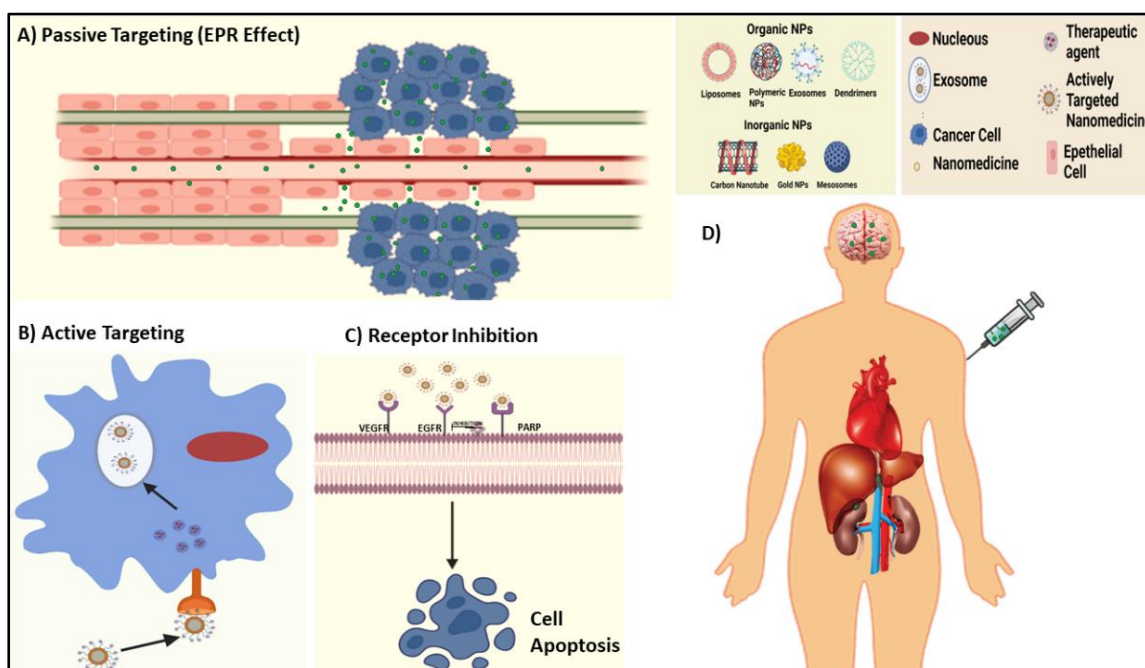 A) Passive Targeting (EPR Effect)
Organic NPs
Liposomes
Polymeric
NPs
Exosomes
Dendrimers
Inorganic NPs
Carbon Nanotube
Gold NPs
Mesosomes
Nucleous
Exosome
Cancer Cell
Nanomedicine
Therapeutic
agent
Actively
Targeted
Nanomedicin
Epethelial
Cell
B) Active Targeting
C) Receptor Inhibition
VEGFR
EGFR
INHIBITION
PARP
Cell
Apoptosis
D)